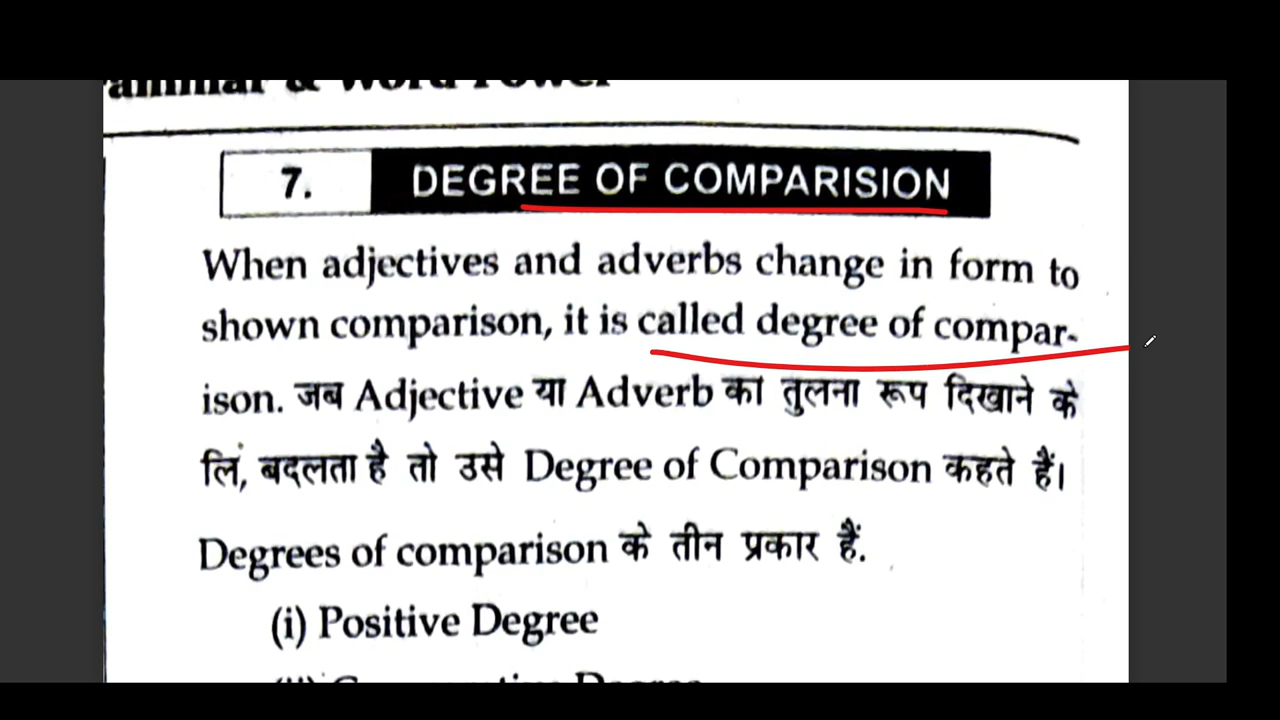 7. DEGREE OF COMPARISION
When adjectives and adverbs change in form to
shown comparison, it is called degree of compar-
ison. जब Adjective या Adverb का तुलना रूप दिखाने के
लिं, बदलता है तो उसे Degree of Comparison कहते हैं।
Degrees of comparison के तीन प्रकार हैं.
(i) Positive Degree